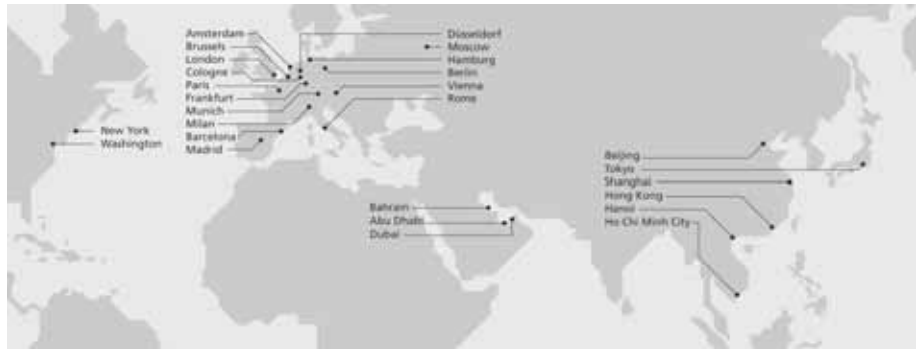 Amsterdam
Brussels
London
Cologne
Paris
Frankfurt
Munich
Milan
Barcelona
Madrid
Düsseldorf
Moscow
Hamburg
Berlin
Vienna
Rome
New York
Washington
Bahrain
Abu Dhabi
Dubai
Beijing
Tokyo
Shanghai
Hong Kong
Hanoi
Ho Chi Minh City